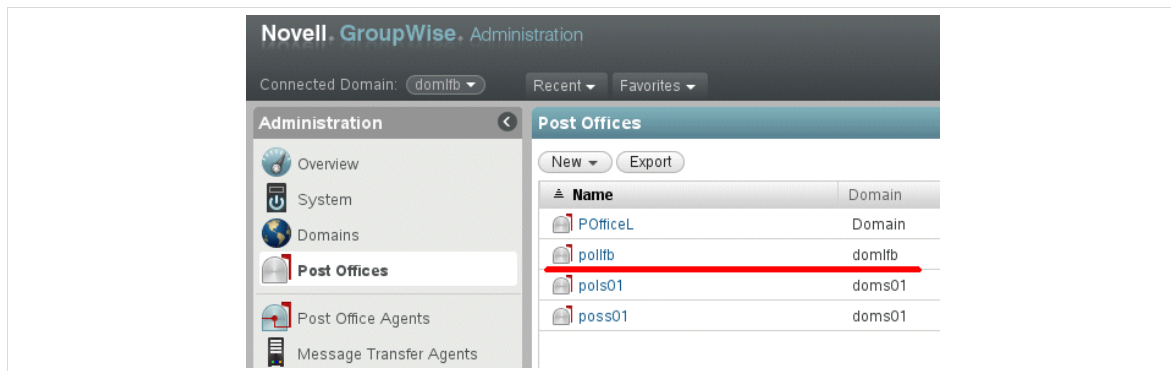 Novell. GroupWise. Administration
Connected Domain: domlfb Recent Favorites
Administration Post Offices
Overview New Export
System Name Domain
Domains POfficeL Domain
Post Offices pollfb domlfb
pols01 doms01
Post Office Agents poss01 doms01
Message Transfer Agents